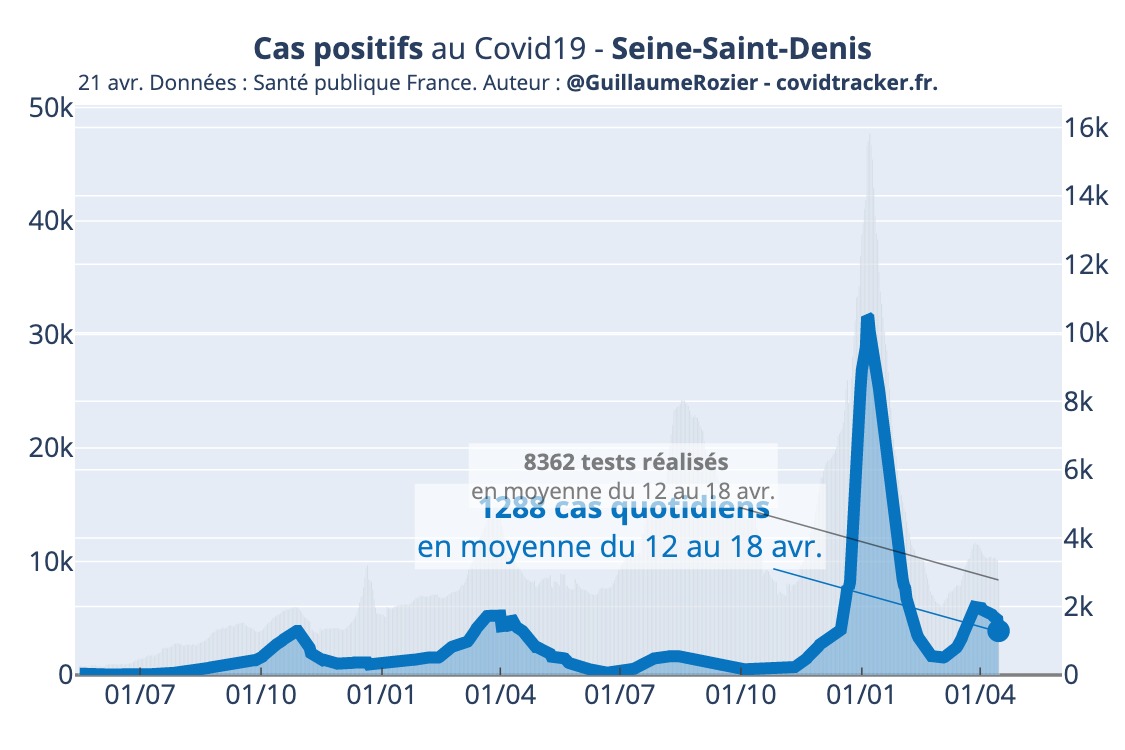 Cas positifs au Covid19 - Seine-Saint-Denis
21 avr. Données : Santé publique France. Auteur : @GuillaumeRozier - covidtracker.fr.
50k
16k
14k
40k
12k
30k
10k
8k
20k
6k
8362 tests réalisés
en moyenne du 12 au 18 avr.
1288 cas quotidiens
en moyenne du 12 au 18 avr.
4k
10k
2k
0
0
01/07 01/10 01/01 01/04 01/07 01/10 01/01 01/04